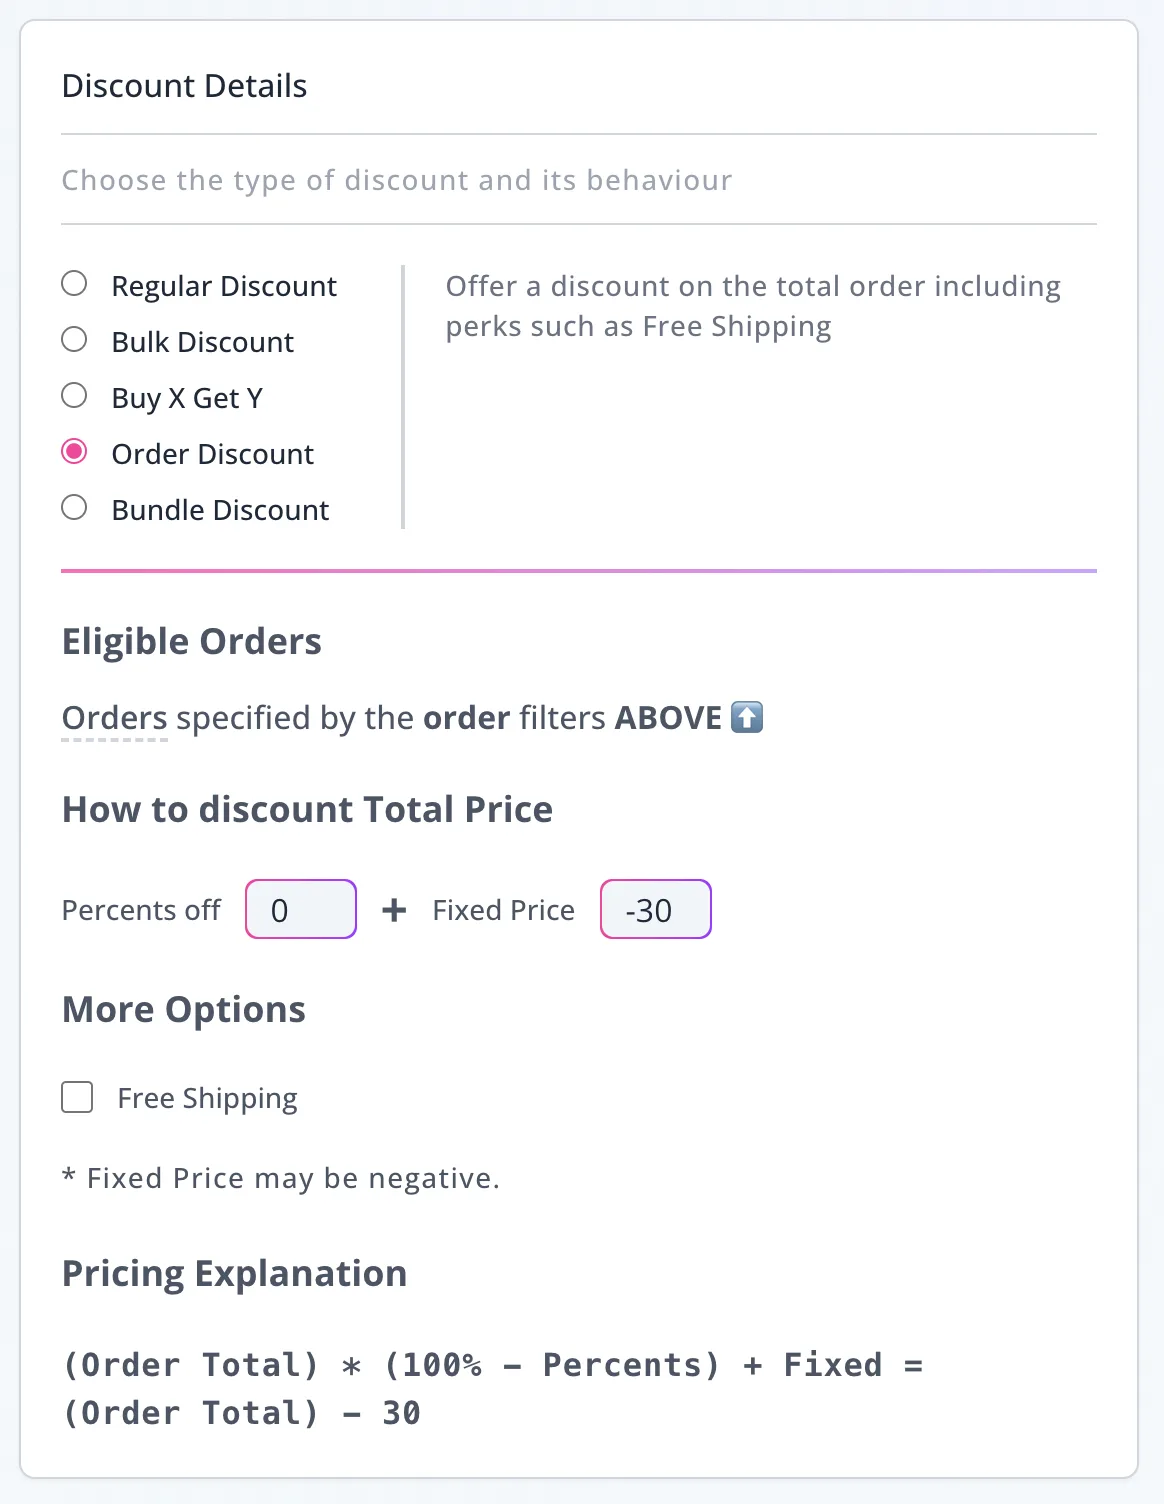 Discount Details
Choose the type of discount and its behaviour
Regular Discount
Bulk Discount
Buy X Get Y
Order Discount
Bundle Discount
Offer a discount on the total order including
perks such as Free Shipping
Eligible Orders
Orders specified by the order filters ABOVE ⬆️
How to discount Total Price
Percents off 0 + Fixed Price -30
More Options
Free Shipping
* Fixed Price may be negative.
Pricing Explanation
(Order Total) * (100% − Percents) + Fixed =
(Order Total) − 30